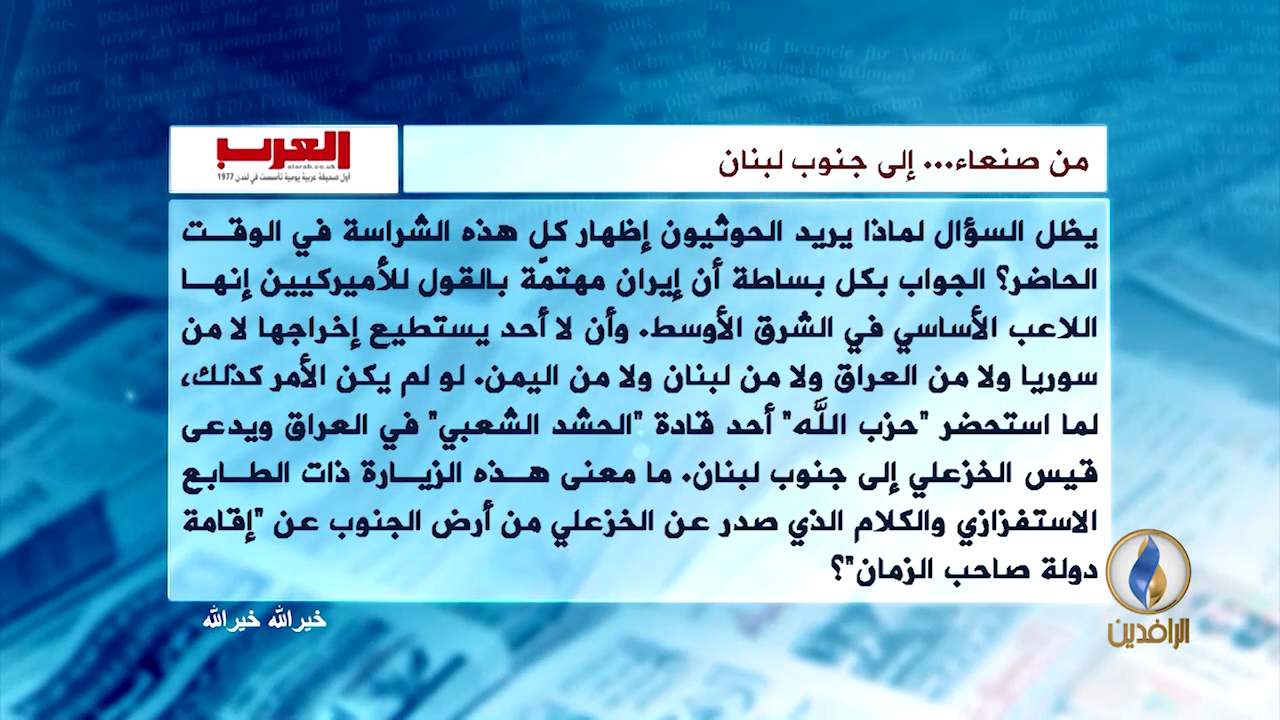 العرب
alarab.co.uk
أول صحيفة عربية يومية تأسست في لندن 1977
من صنعاء... إلى جنوب لبنان
يظل السؤال لماذا يريد الحوثيون إظهار كل هذه الشراسة في الوقت
الحاضر؟ الجواب بكل بساطة أن إيران مهتمّة بالقول للأميركيين إنها
اللاعب الأساسي في الشرق الأوسط. وأن لا أحد يستطيع إخراجها لا من
سوريا ولا من العراق ولا من لبنان ولا من اليمن. لو لم يكن الأمر كذلك،
لما استحضر "حزب اللَّه" أحد قادة "الحشد الشعبي" في العراق ويدعى
قيس الخزعلي إلى جنوب لبنان. ما معنى هذه الزيارة ذات الطابع
الاستفزازي والكلام الذي صدر عن الخزعلي من أرض الجنوب عن "إقامة
دولة صاحب الزمان"؟
خيرالله خيرالله
الرافدين